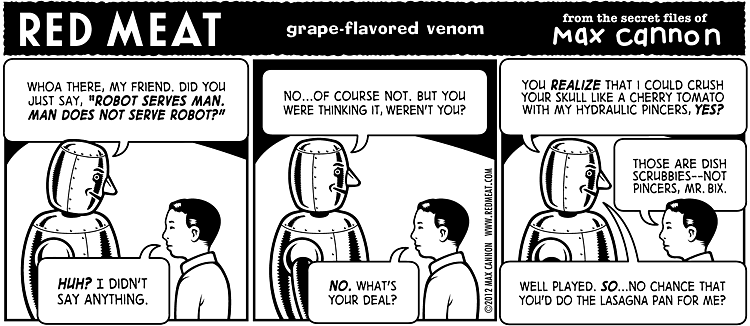 RED MEAT
grape-flavored venom
from the secret files of
Max cannon
WHOA THERE, MY FRIEND. DID YOU
JUST SAY, "ROBOT SERVES MAN.
MAN DOES NOT SERVE ROBOT?"
HUH? I DIDN'T
SAY ANYTHING.
NO...OF COURSE NOT. BUT YOU
WERE THINKING IT, WEREN'T YOU?
NO. WHAT'S
YOUR DEAL?
©2012 MAX CANNON WWW.REDMEAT.COM
YOU REALIZE THAT I COULD CRUSH
YOUR SKULL LIKE A CHERRY TOMATO
WITH MY HYDRAULIC PINCERS, YES?
THOSE ARE DISH
SCRUBBIES--NOT
PINCERS, MR. BIX.
WELL PLAYED. SO...NO CHANCE THAT
YOU'D DO THE LASAGNA PAN FOR ME?